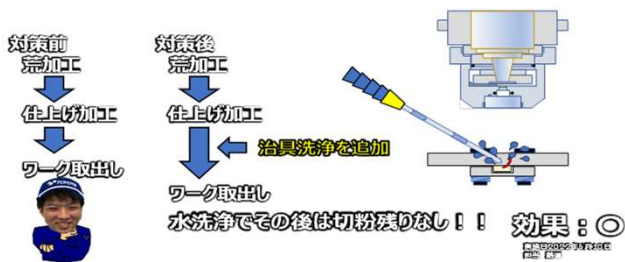 対策前
荒加工
仕上げ加工
ワーク取出し
対策後
荒加工
仕上げ加工
治具洗浄を追加
ワーク取出し
水洗浄でその後は切粉残りなし！！
効果：〇
TOYOTA